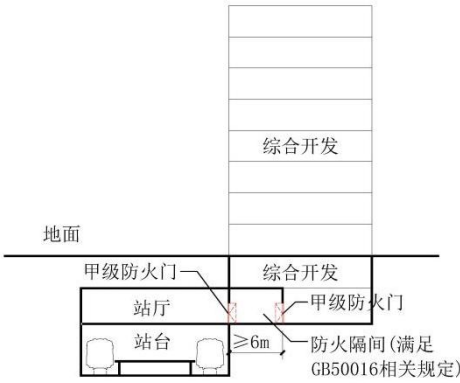 综合开发
地面
甲级防火门
综合开发
站厅
甲级防火门
站台
≥6m
防火隔间(满足
GB50016相关规定)